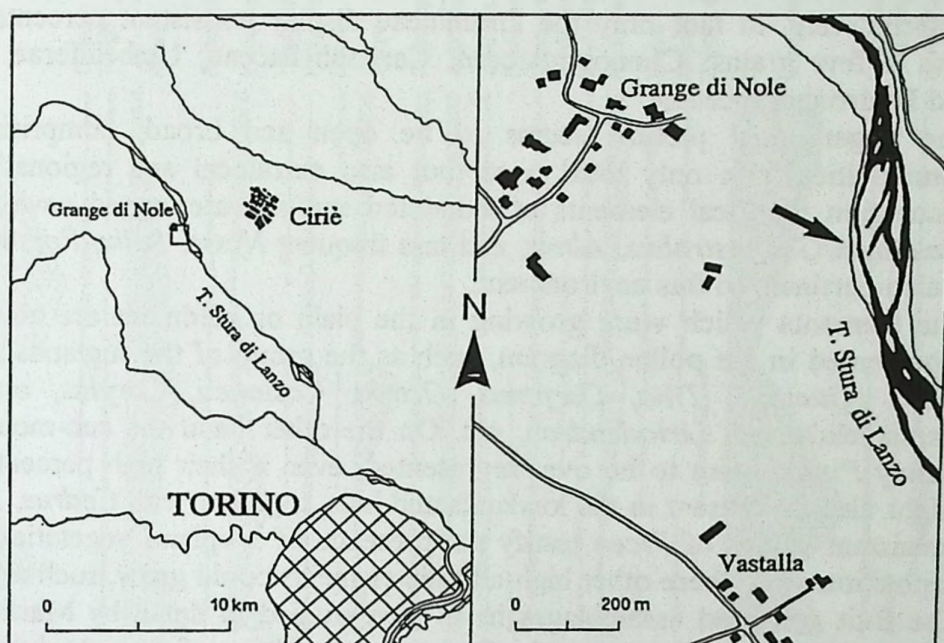 Grange di Nole
Ciriè
T. Stura di Lanzo
TORINO
0 10 km
N
Grange di Nole
T. Stura di Lanzo
Vastalla
0 200 m